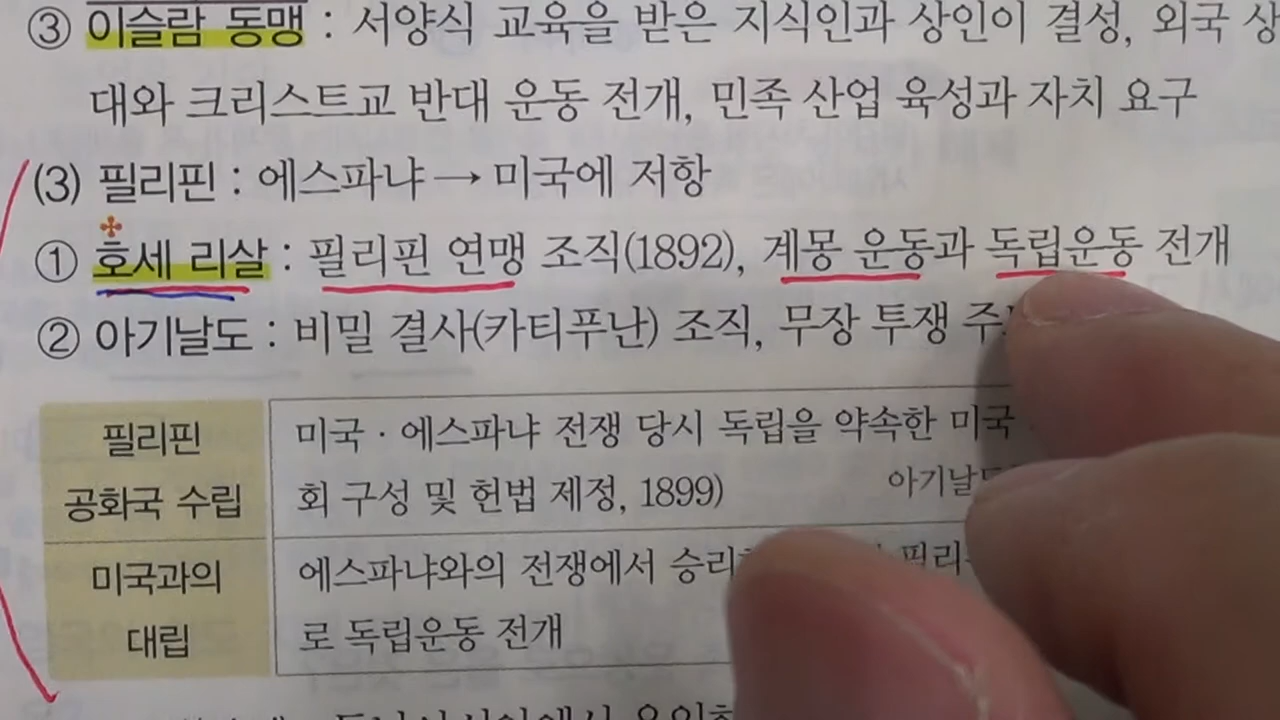 ③ 이슬람 동맹 : 서양식 교육을 받은 지식인과 상인이 결성, 외국 상
대와 크리스트교 반대 운동 전개, 민족 산업 육성과 자치 요구
(3) 필리핀 : 에스파냐 → 미국에 저항
① 호세 리살 : 필리핀 연맹 조직(1892), 계몽 운동과 독립운동 전개
② 아기날도 : 비밀 결사(카티푸난) 조직, 무장 투쟁
필리핀
공화국 수립
미국 · 에스파냐 전쟁 당시 독립을 약속한 미국
회 구성 및 헌법 제정, 1899)
아기날도
미국과의
대립
에스파냐와의 전쟁에서
로 독립운동 전개